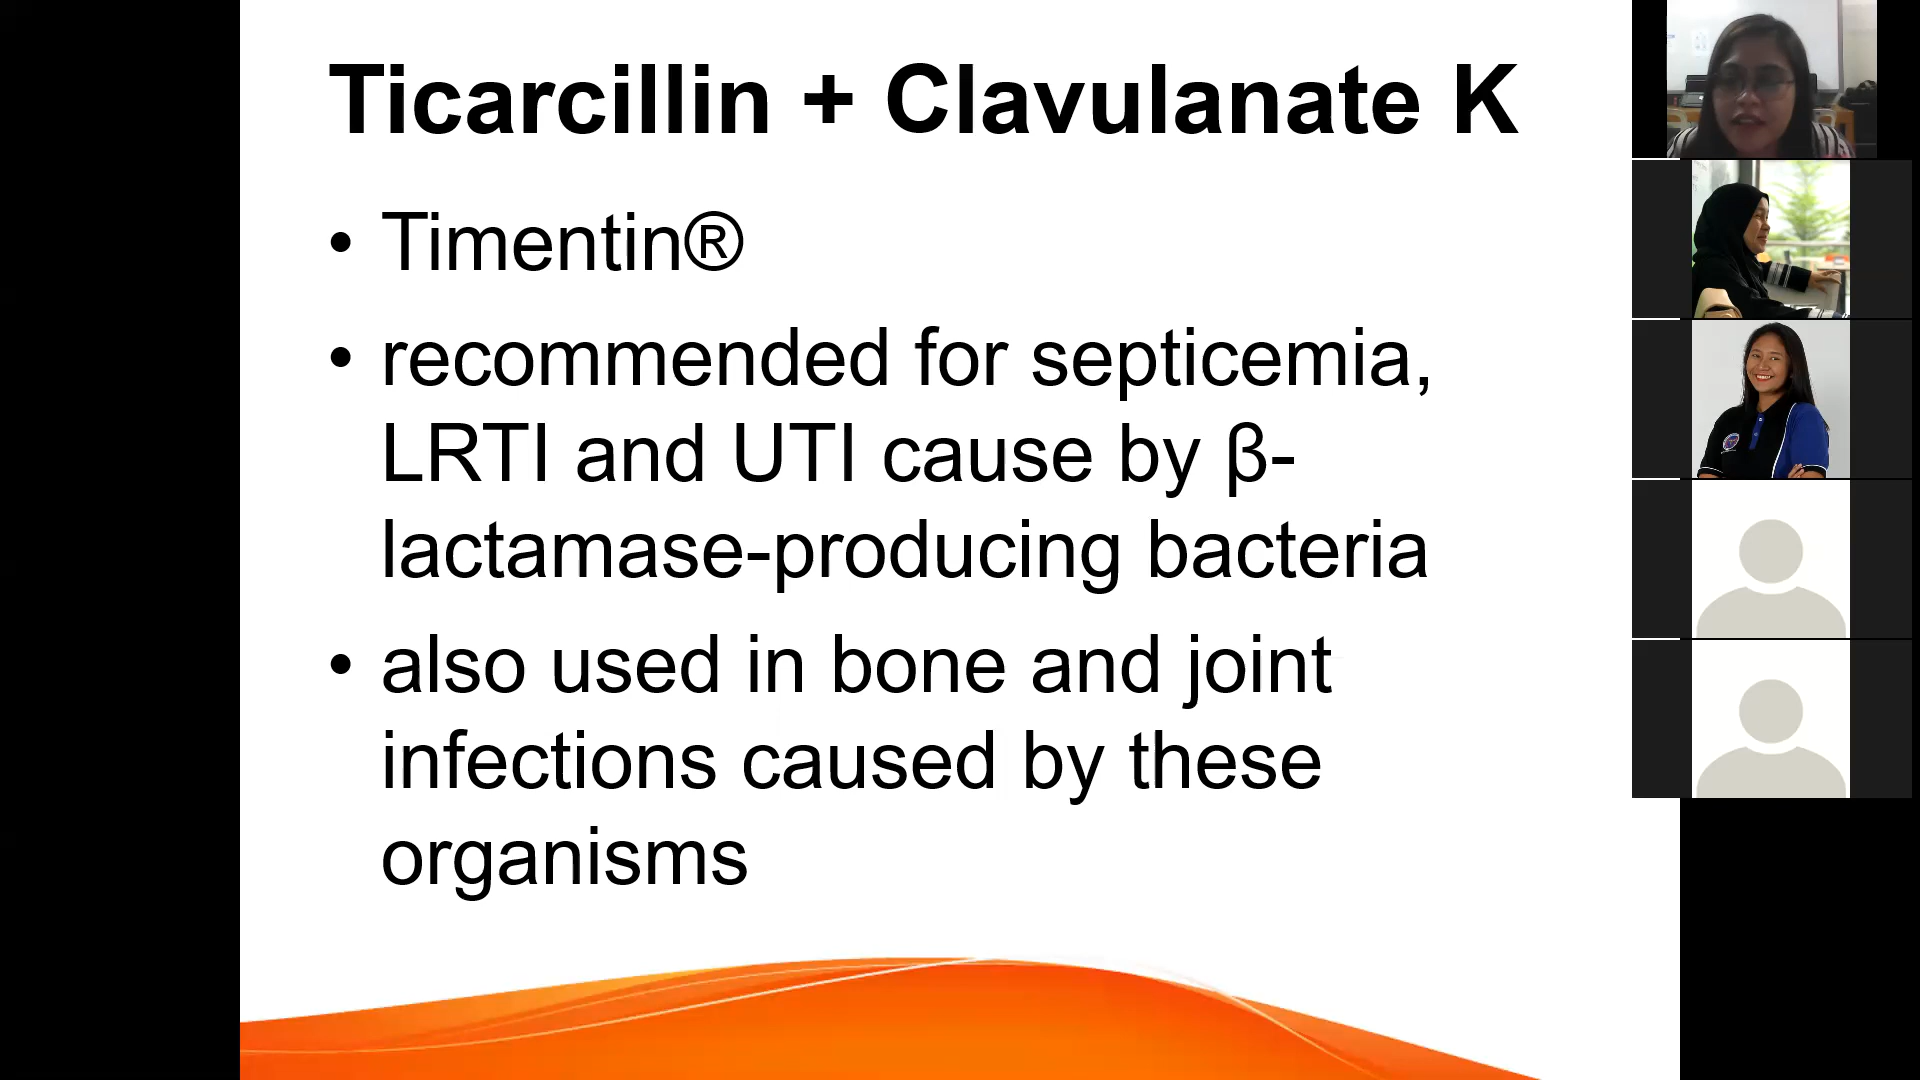 Ticarcillin + Clavulanate K
• Timentin®
• recommended for septicemia,
LRTI and UTI cause by β-
lactamase-producing bacteria
• also used in bone and joint
infections caused by these
organisms